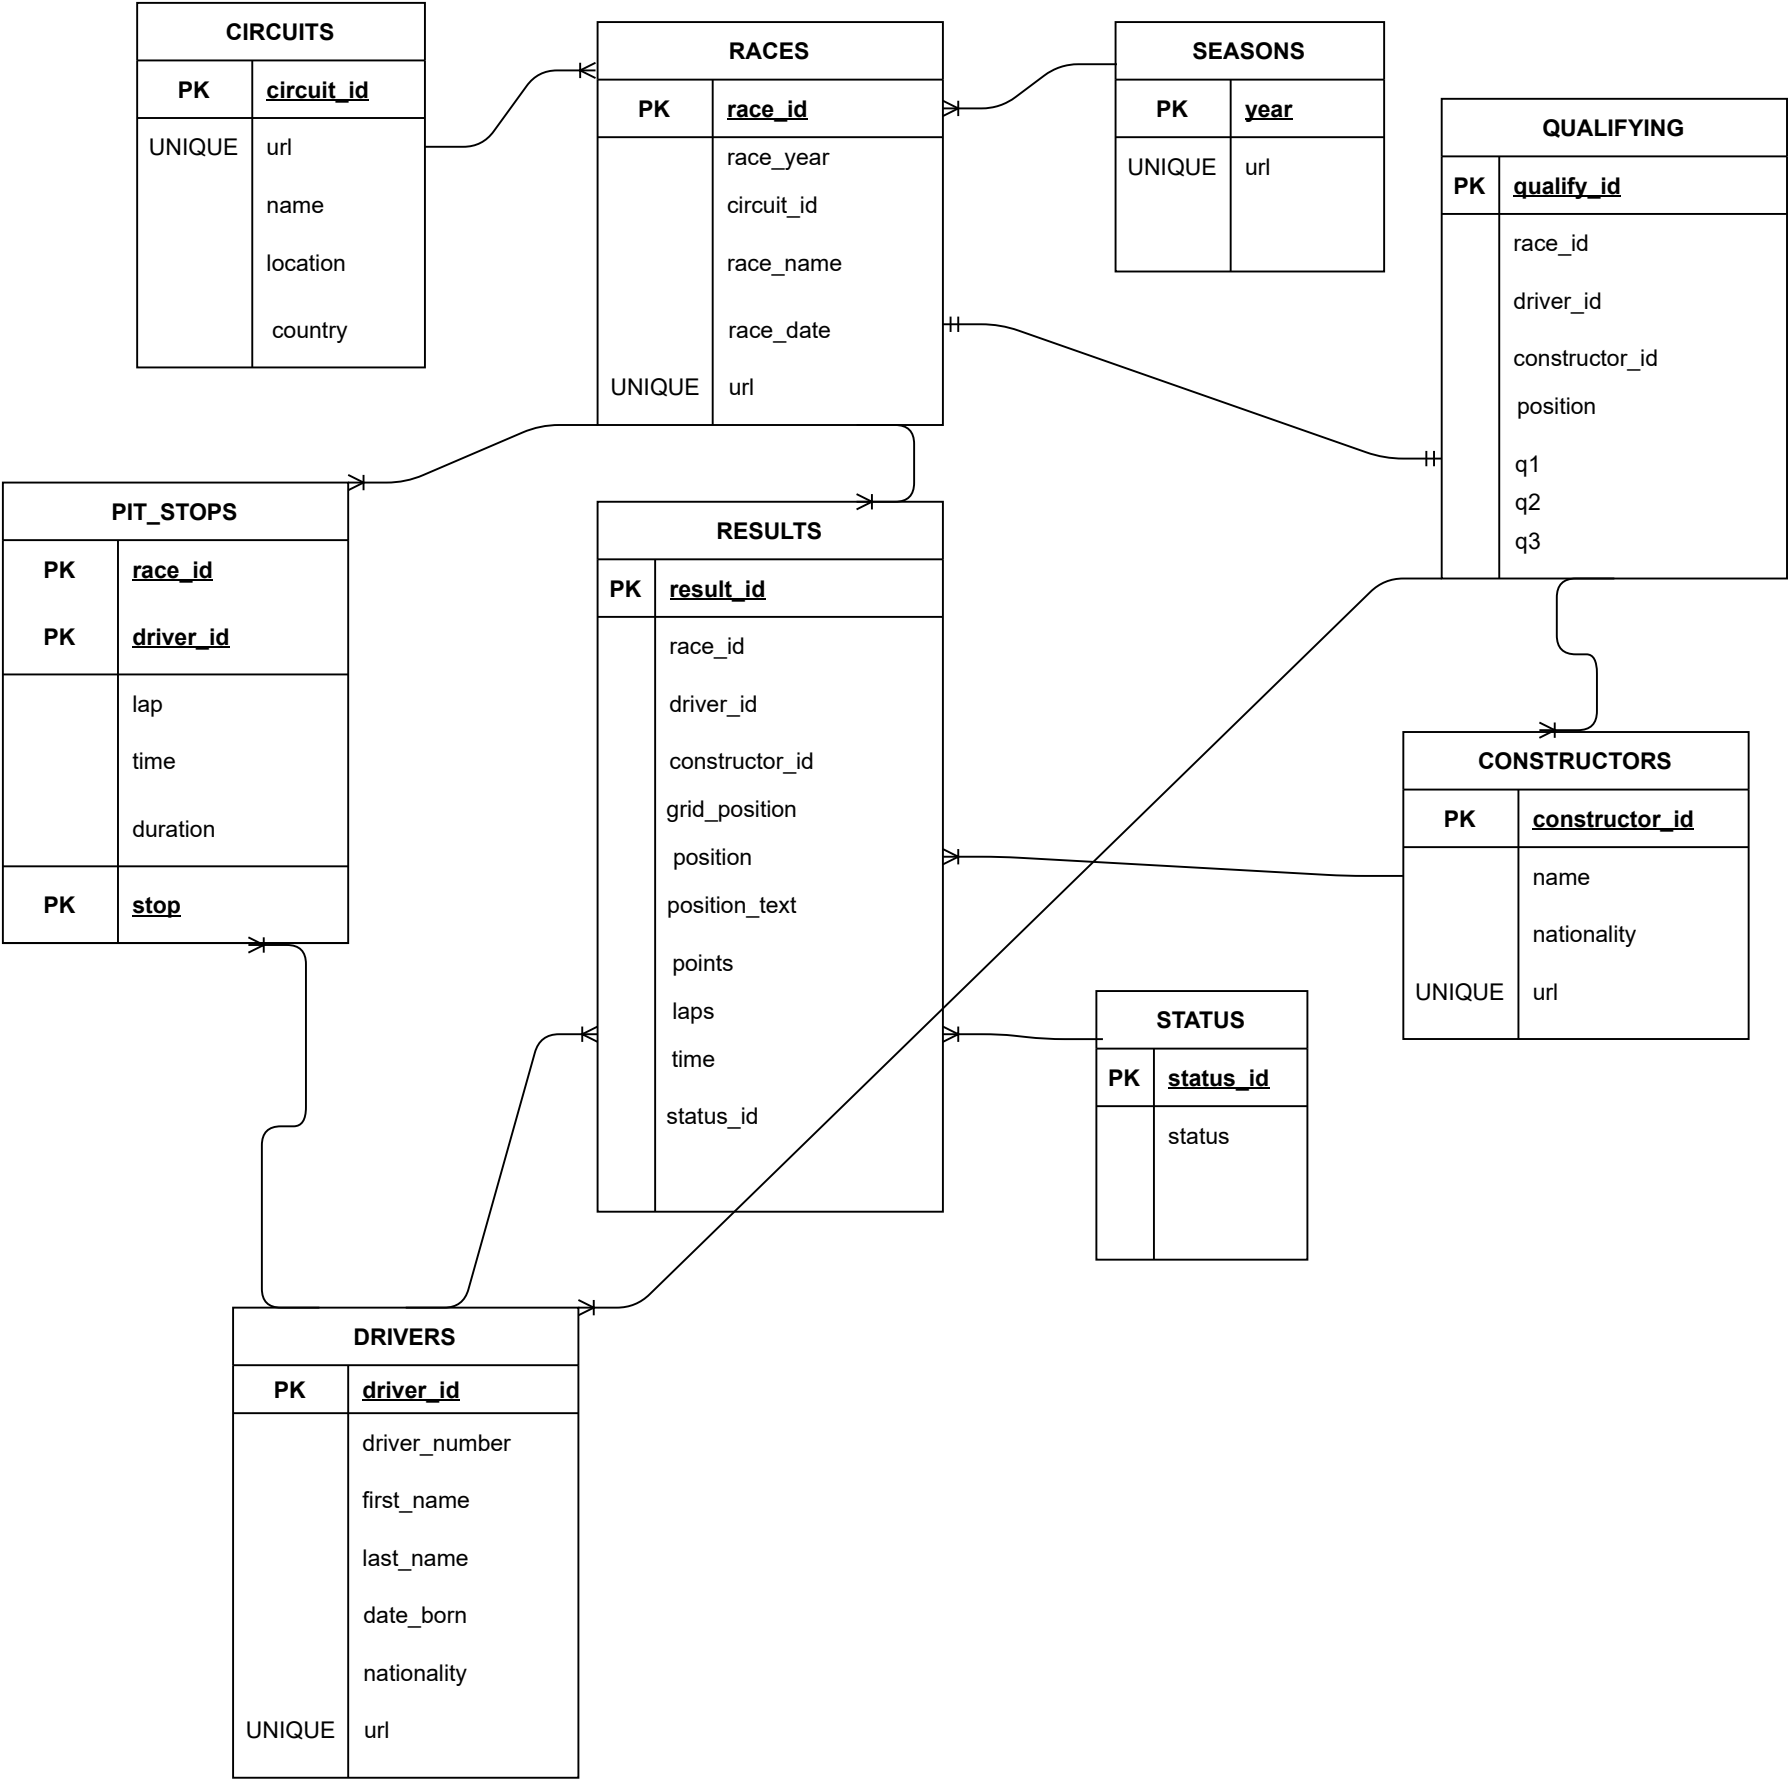 CIRCUITS
PK circuit_id
UNIQUE url
name
location
country
RACES
PK race_id
race_year
circuit_id
race_name
race_date
UNIQUE url
SEASONS
PK year
UNIQUE url
QUALIFYING
PK qualify_id
race_id
driver_id
constructor_id
position
q1
q2
q3
PIT_STOPS
PK race_id
PK driver_id
lap
time
duration
PK stop
RESULTS
PK result_id
race_id
driver_id
constructor_id
grid_position
position
position_text
points
laps
time
status_id
CONSTRUCTORS
PK constructor_id
name
nationality
UNIQUE url
STATUS
PK status_id
status
DRIVERS
PK driver_id
driver_number
first_name
last_name
date_born
nationality
UNIQUE url